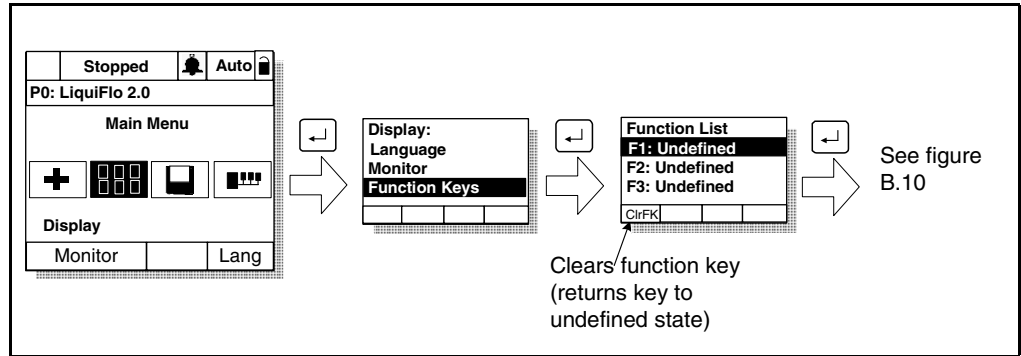 Stopped Auto
P0: LiquiFlo 2.0
Main Menu
Display
Monitor Lang
Display:
Language
Monitor
Function Keys
Function List
F1: Undefined
F2: Undefined
F3: Undefined
ClrFK
Clears function key
(returns key to
undefined state)
See figure
B.10